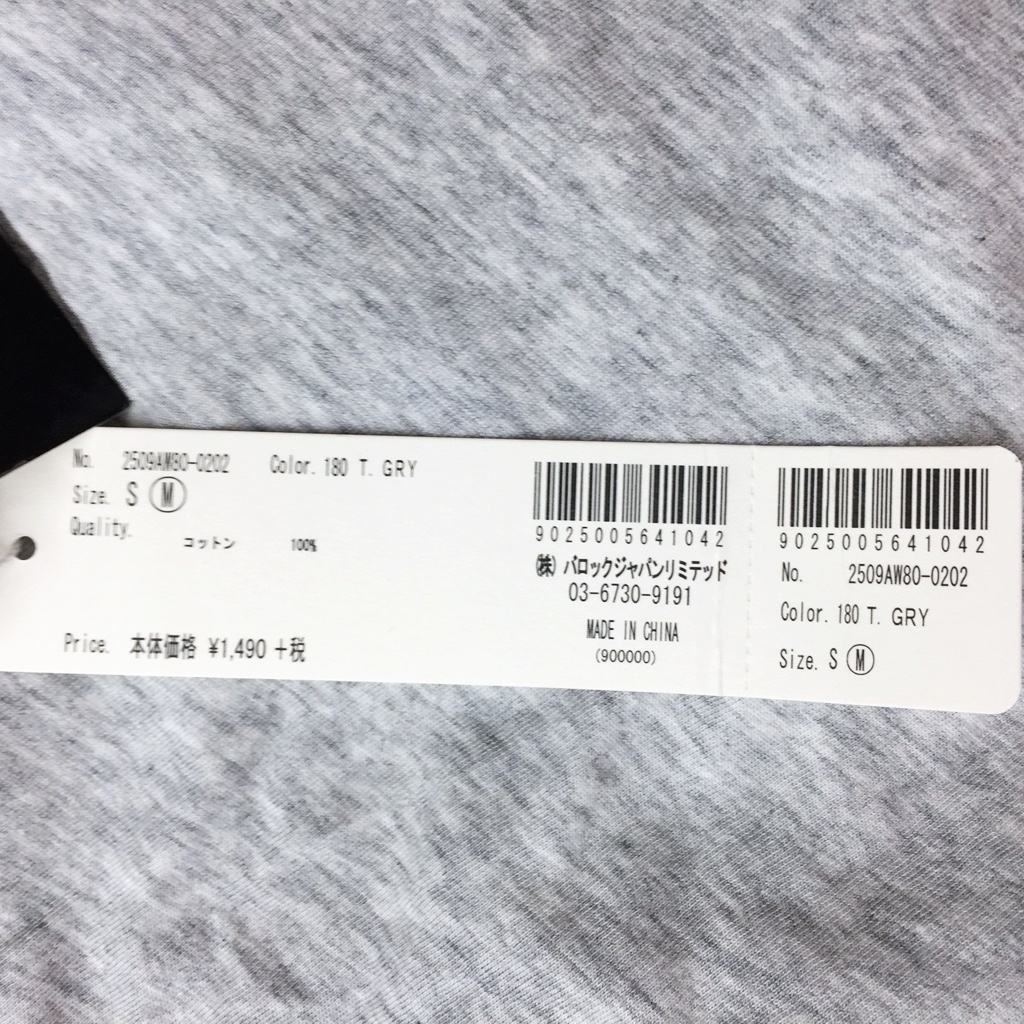 No. 2509AW80-0202 Color. 180 T. GRY
Size. S Ⓜ
Quality.
コットン 100%
Price. 本体価格 ¥1,490 +税
9025005641042
㈱ バロックジャパンリミテッド
03-6730-9191
MADE IN CHINA
(900000)
9025005641042
No. 2509AW80-0202
Color. 180 T. GRY
Size. S Ⓜ